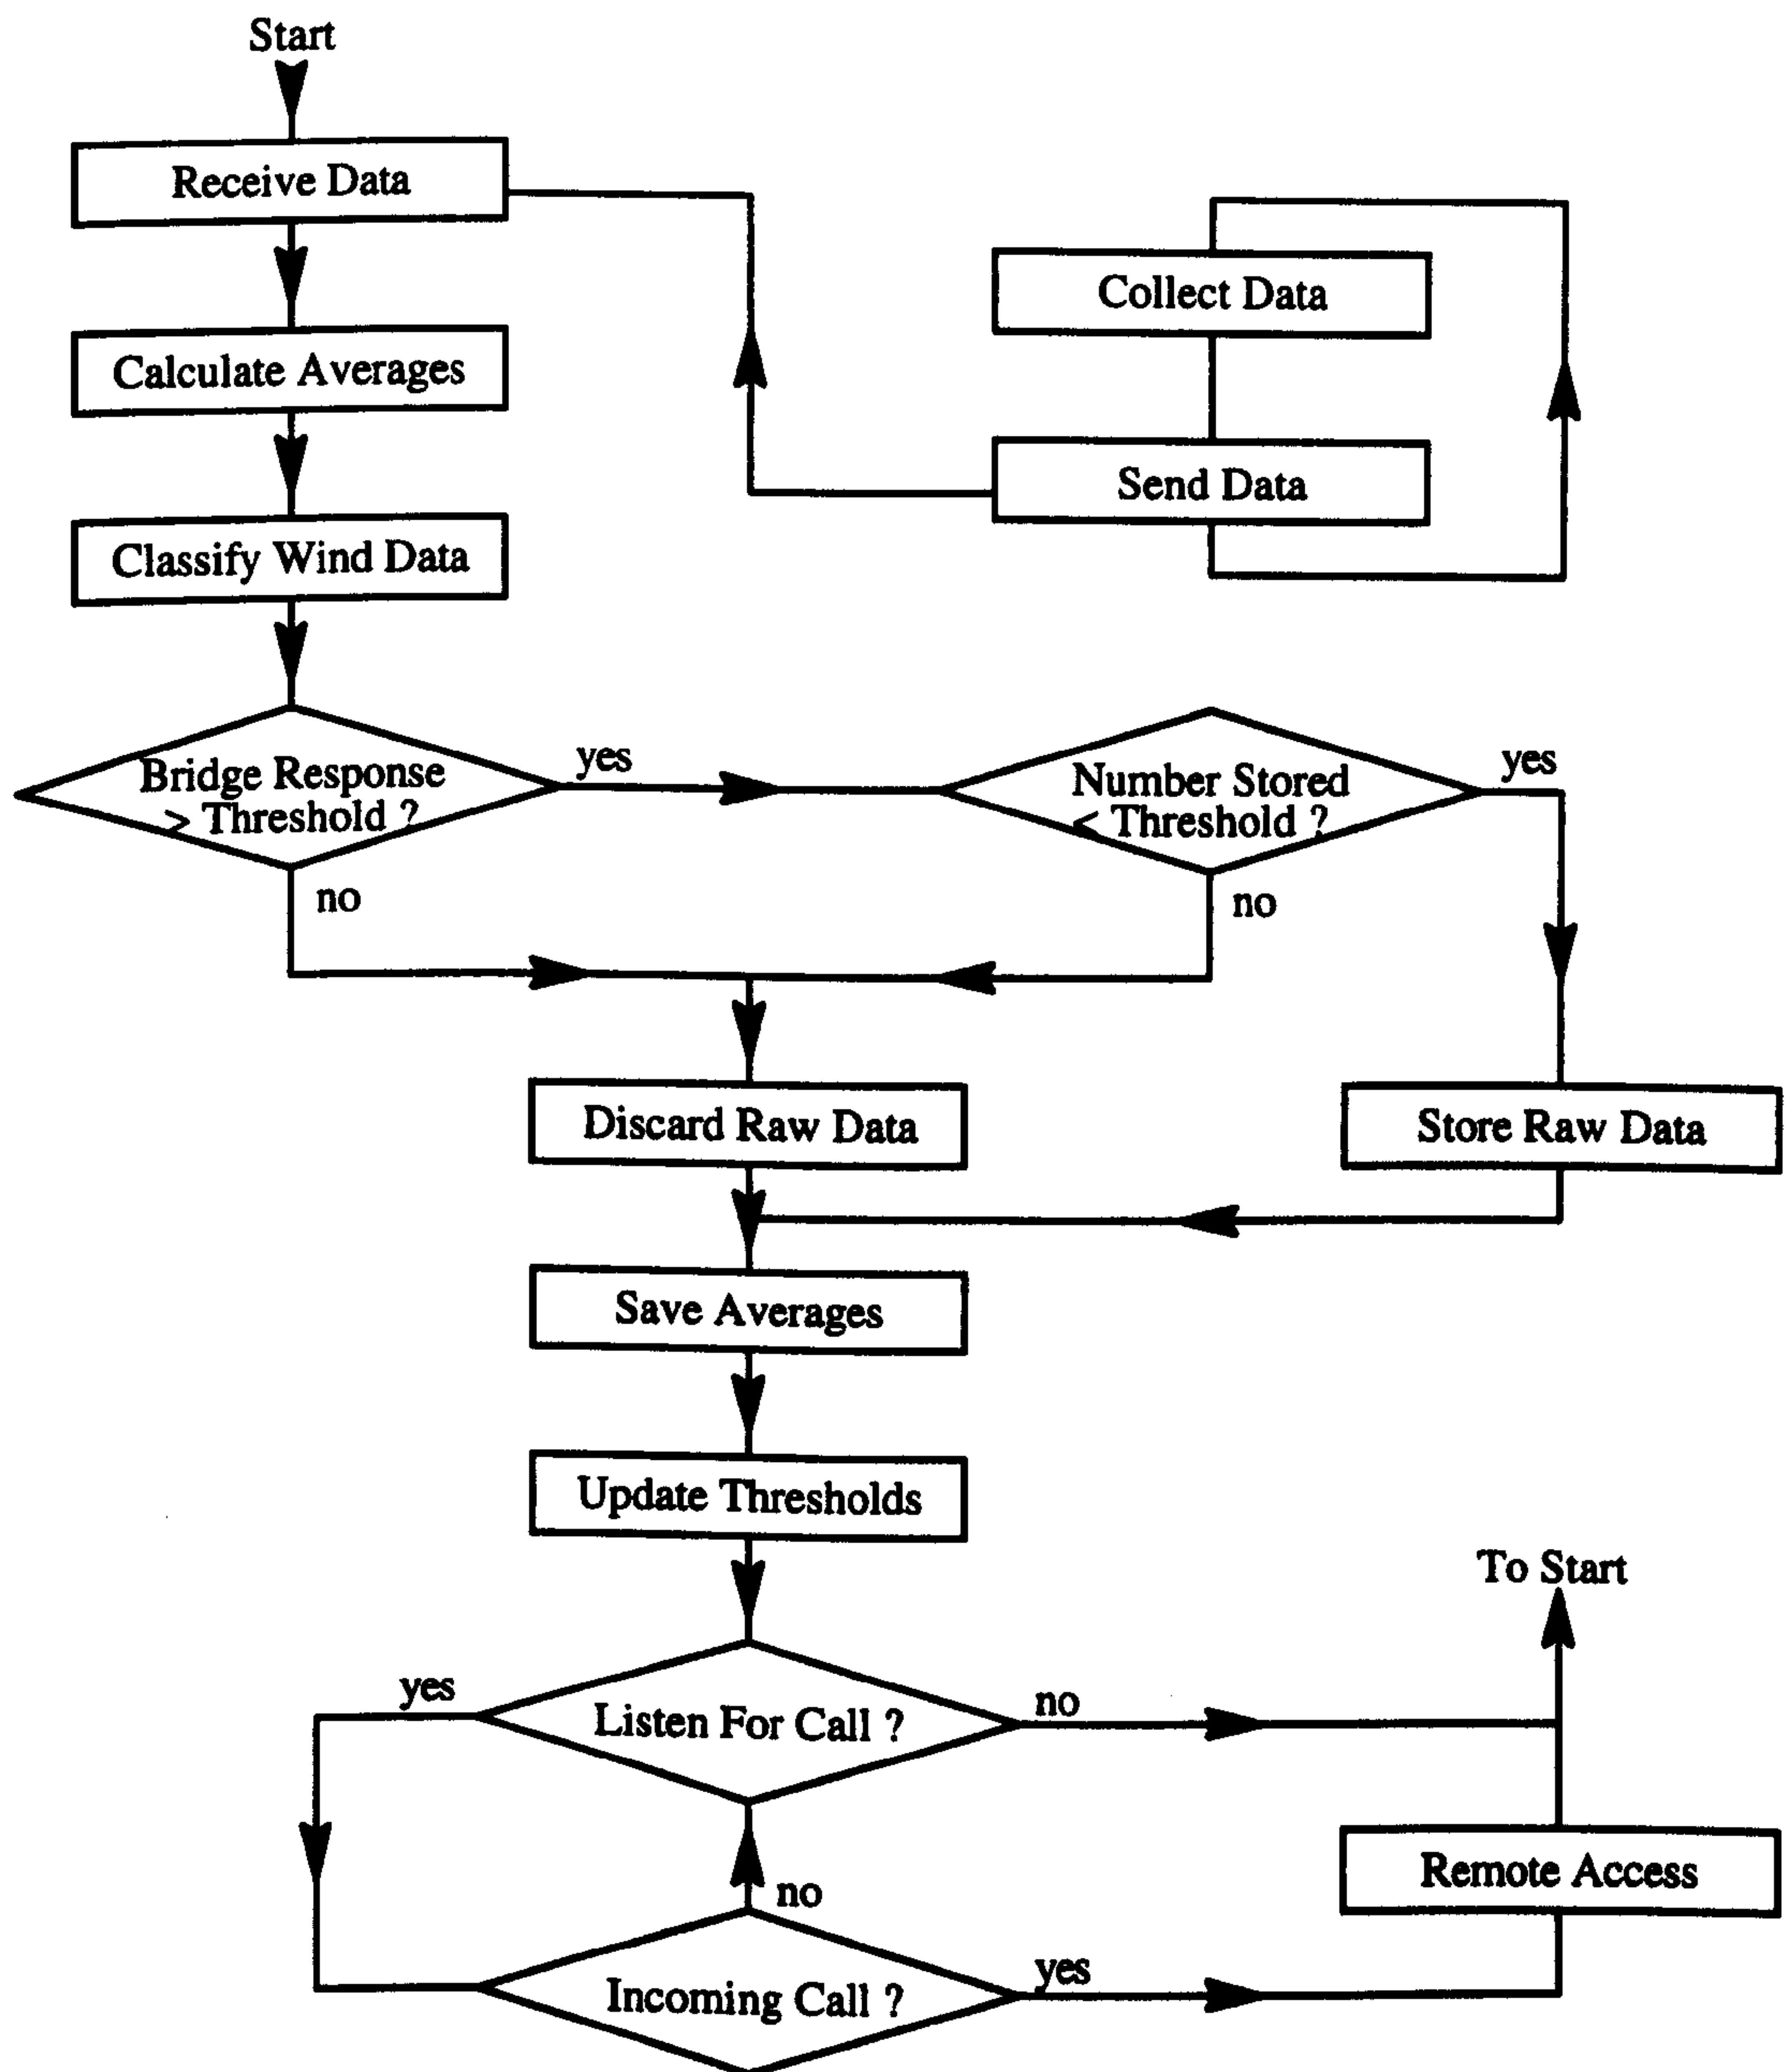 Start
Receive Data
Collect Data
Calculate Averages
Send Data
Classify Wind Data
Bridge Response
> Threshold ?
yes
Number Stored
< Threshold ?
yes
no
no
Discard Raw Data
Store Raw Data
Save Averages
Update Thresholds
To Start
yes
Listen For Call ?
no
Remote Access
no
Incoming Call ?
yes